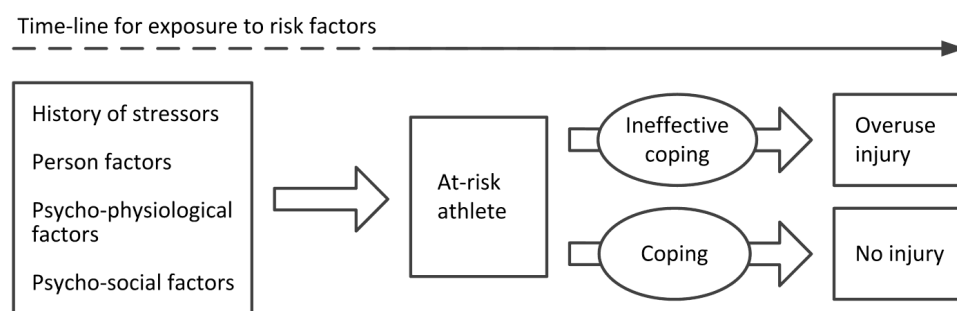 Time-line for exposure to risk factors
History of stressors
Person factors
Psycho-physiological
factors
Psycho-social factors
At-risk
athlete
Ineffective
coping
Overuse
injury
Coping
No injury